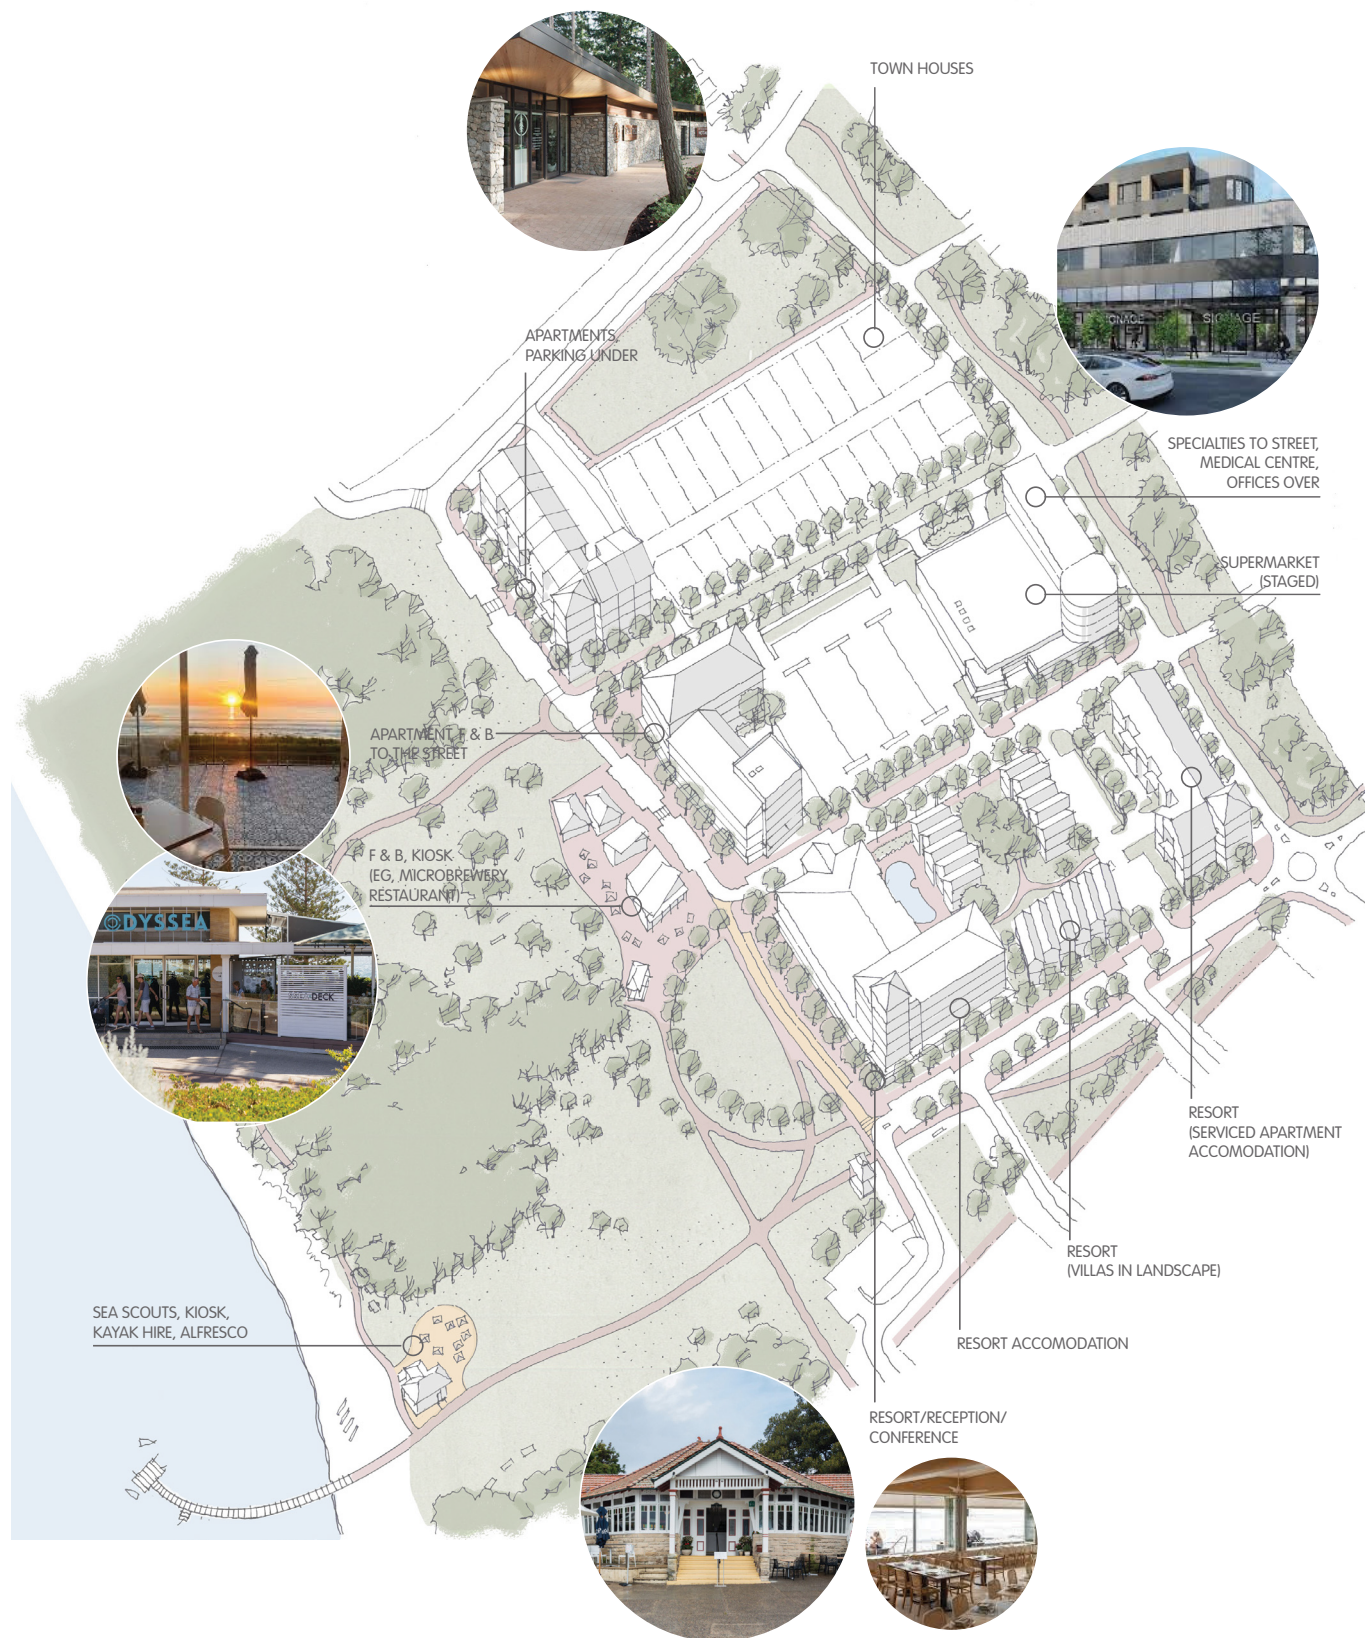 TOWN HOUSES
SIGNAGE
SPECIALTIES TO STREET,
MEDICAL CENTRE,
OFFICES OVER
APARTMENTS,
PARKING UNDER
SUPERMARKET
(STAGED)
APARTMENT, F & B
TO THE STREET
F & B, KIOSK
(EG, MICROBREWERY,
RESTAURANT)
ODYSSEA
DECK
RESORT
(SERVICED APARTMENT
ACCOMODATION)
RESORT
(VILLAS IN LANDSCAPE)
SEA SCOUTS, KIOSK,
KAYAK HIRE, ALFRESCO
RESORT ACCOMODATION
RESORT/RECEPTION/
CONFERENCE